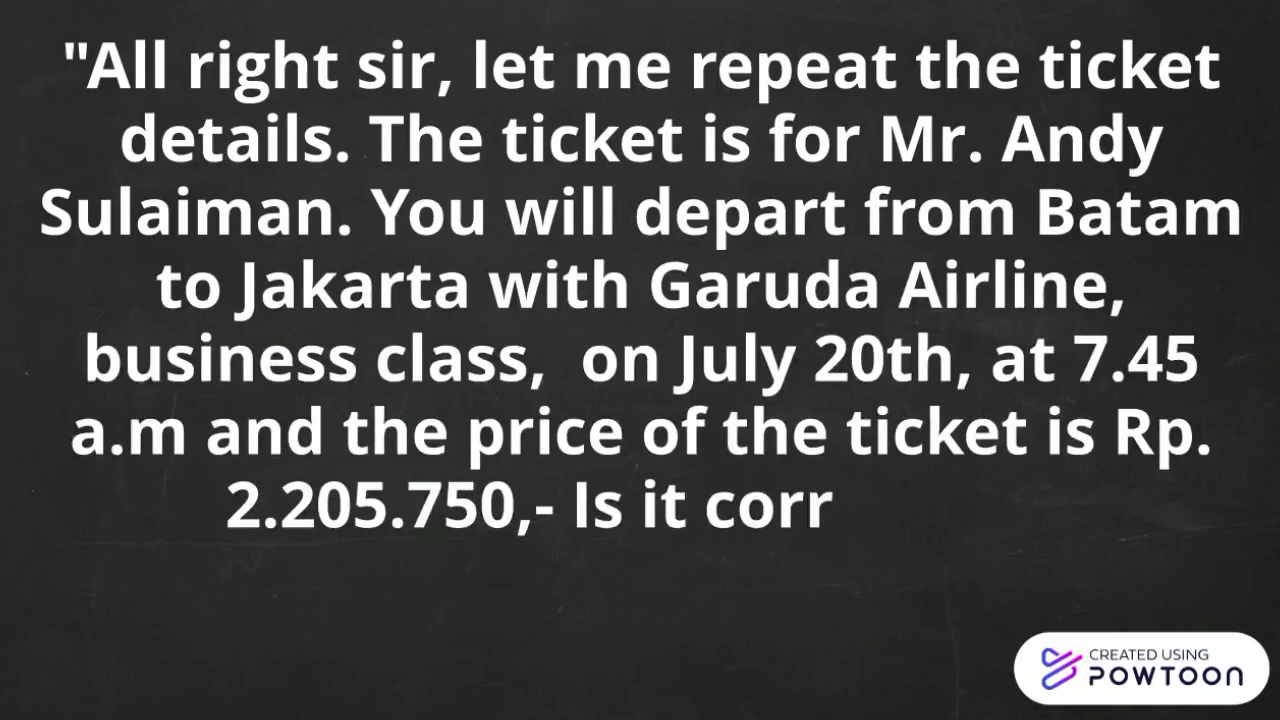 "All right sir, let me repeat the ticket
details. The ticket is for Mr. Andy
Sulaiman. You will depart from Batam
to Jakarta with Garuda Airline,
business class,  on July 20th, at 7.45
a.m and the price of the ticket is Rp.
2.205.750,- Is it corr
CREATED USING
POWTOON